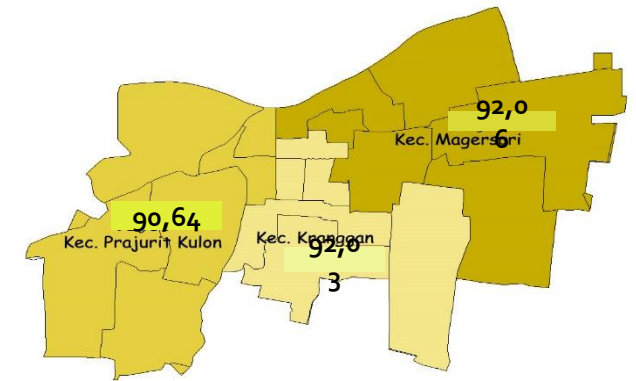 92,0
6
Kec. Magersari
90,64
Kec. Prajurit Kulon
Kec. Kranggan
92,0
3